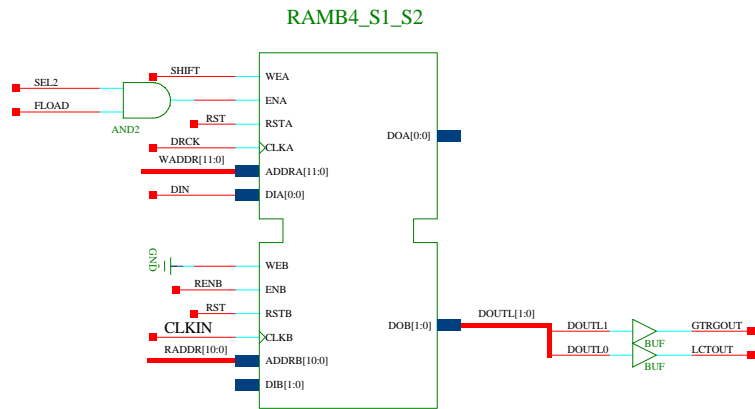 RAMB4_S1_S2
SHIFT
WEA
SEL2
ENA
FLOAD
RST
RSTA
AND2
DRCK
CLKA
DOA[0:0]
WADDR[11:0]
ADDRA[11:0]
DIN
DIA[0:0]
GND
WEB
RENB
ENB
RST
RSTB
DOUTL[1:0]
CLKIN
CLKB
DOB[1:0]
DOUTL1
GTRGOUT
BUF
RADDR[10:0]
ADDRB[10:0]
DOUTL0
LCTOUT
BUF
DIB[1:0]